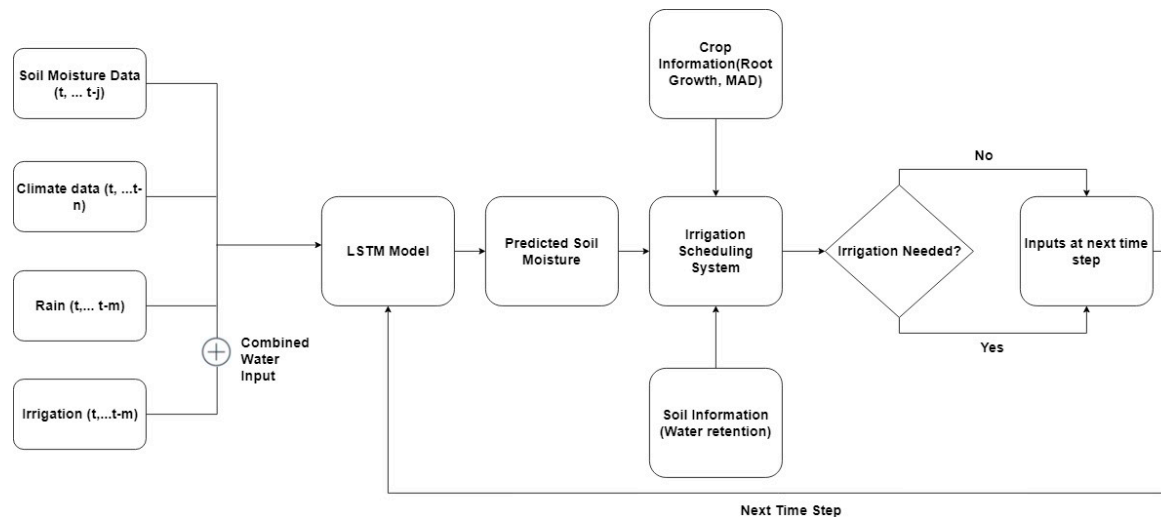 Soil Moisture Data
(t, ... t-j)
Climate data (t, ...t-
n)
Rain (t,... t-m)
Irrigation (t,...t-m)
Combined
Water
Input
LSTM Model
Predicted Soil
Moisture
Crop
Information(Root
Growth, MAD)
Irrigation
Scheduling
System
Soil Information
(Water retention)
Irrigation Needed?
No
Yes
Inputs at next time
step
Next Time Step